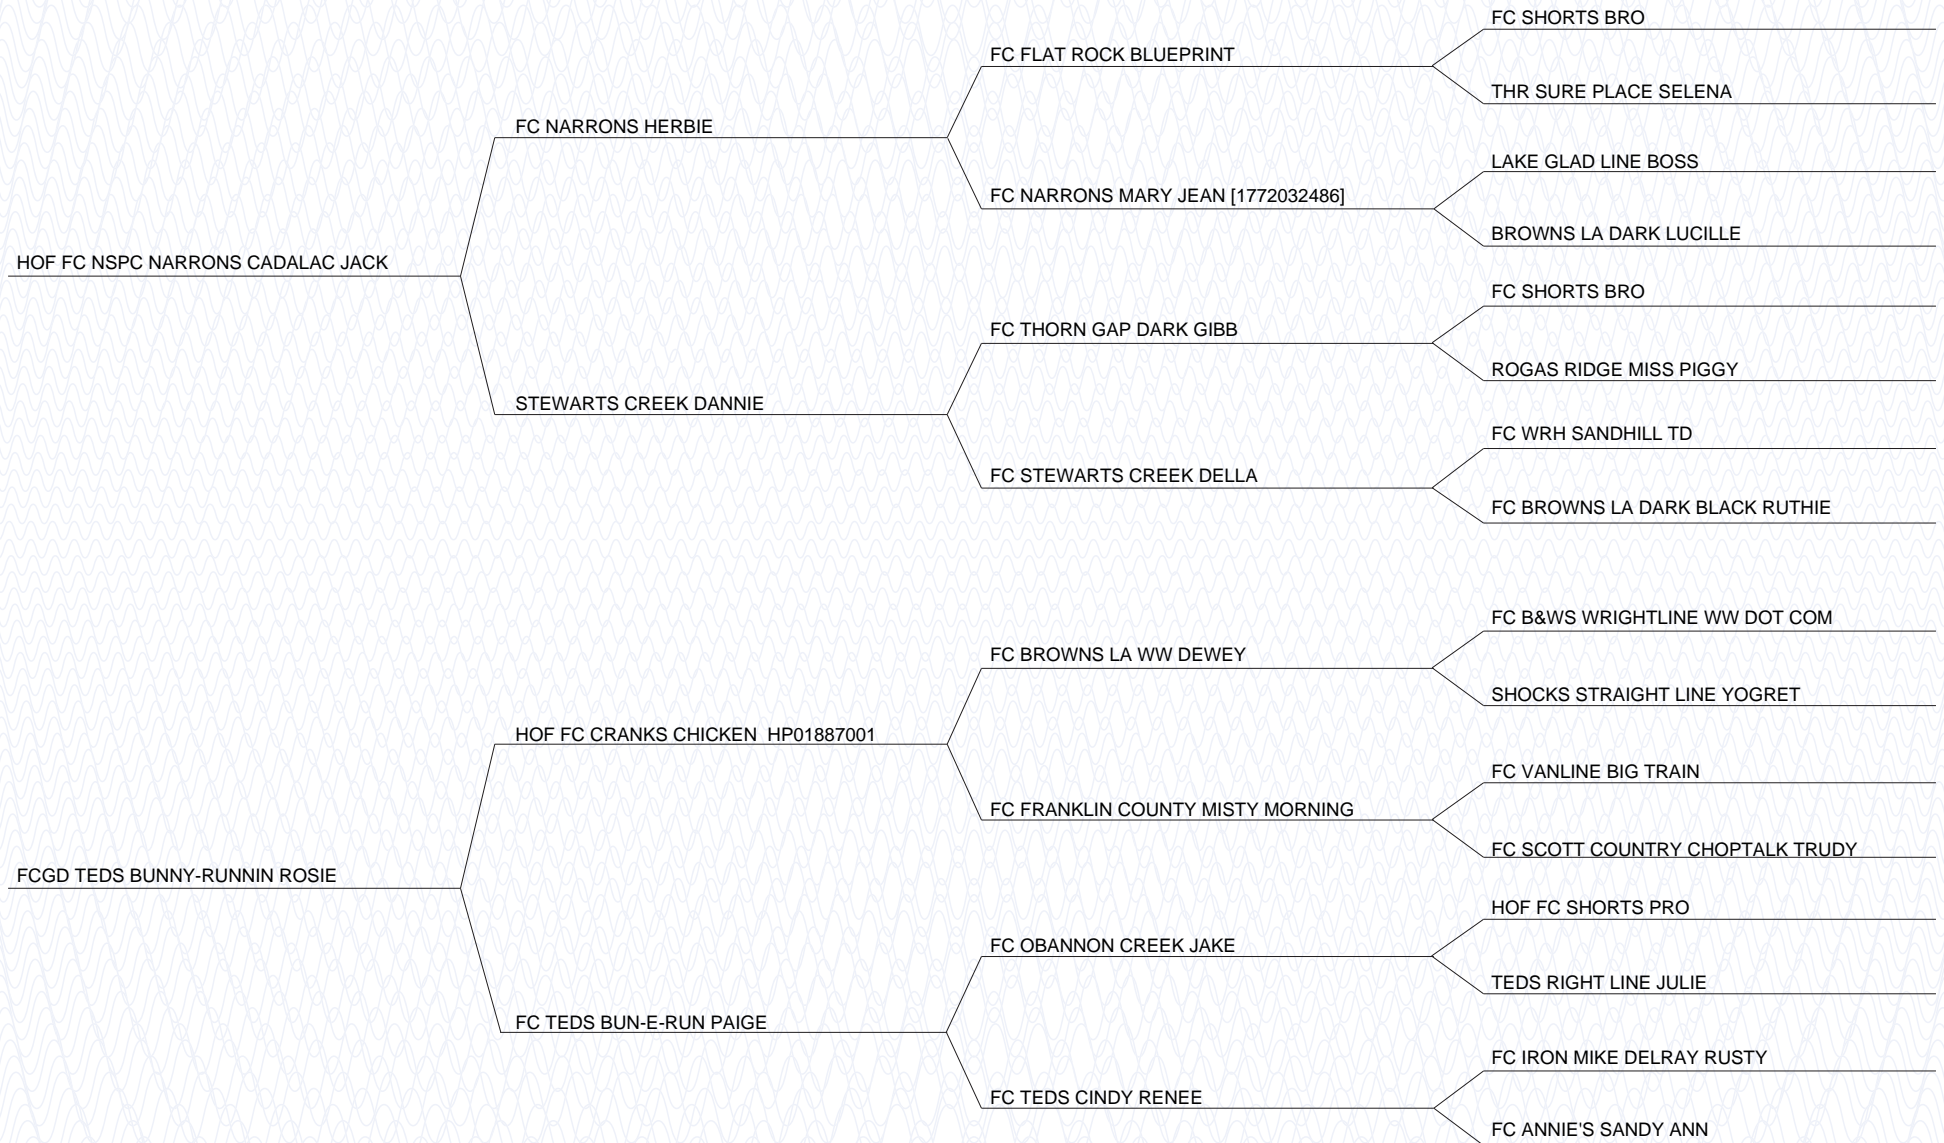 FC SHORTS BRO
FC FLAT ROCK BLUEPRINT
THR SURE PLACE SELENA
FC NARRONS HERBIE
LAKE GLAD LINE BOSS
FC NARRONS MARY JEAN [1772032486]
BROWNS LA DARK LUCILLE
HOF FC NSPC NARRONS CADALAC JACK
FC SHORTS BRO
FC THORN GAP DARK GIBB
ROGAS RIDGE MISS PIGGY
STEWARTS CREEK DANNIE
FC WRH SANDHILL TD
FC STEWARTS CREEK DELLA
FC BROWNS LA DARK BLACK RUTHIE
FC B&WS WRIGHTLINE WW DOT COM
FC BROWNS LA WW DEWEY
SHOCKS STRAIGHT LINE YOGRET
HOF FC CRANKS CHICKEN  HP01887001
FC VANLINE BIG TRAIN
FC FRANKLIN COUNTY MISTY MORNING
FC SCOTT COUNTRY CHOPTALK TRUDY
FCGD TEDS BUNNY-RUNNIN ROSIE
HOF FC SHORTS PRO
FC OBANNON CREEK JAKE
TEDS RIGHT LINE JULIE
FC TEDS BUN-E-RUN PAIGE
FC IRON MIKE DELRAY RUSTY
FC TEDS CINDY RENEE
FC ANNIE'S SANDY ANN